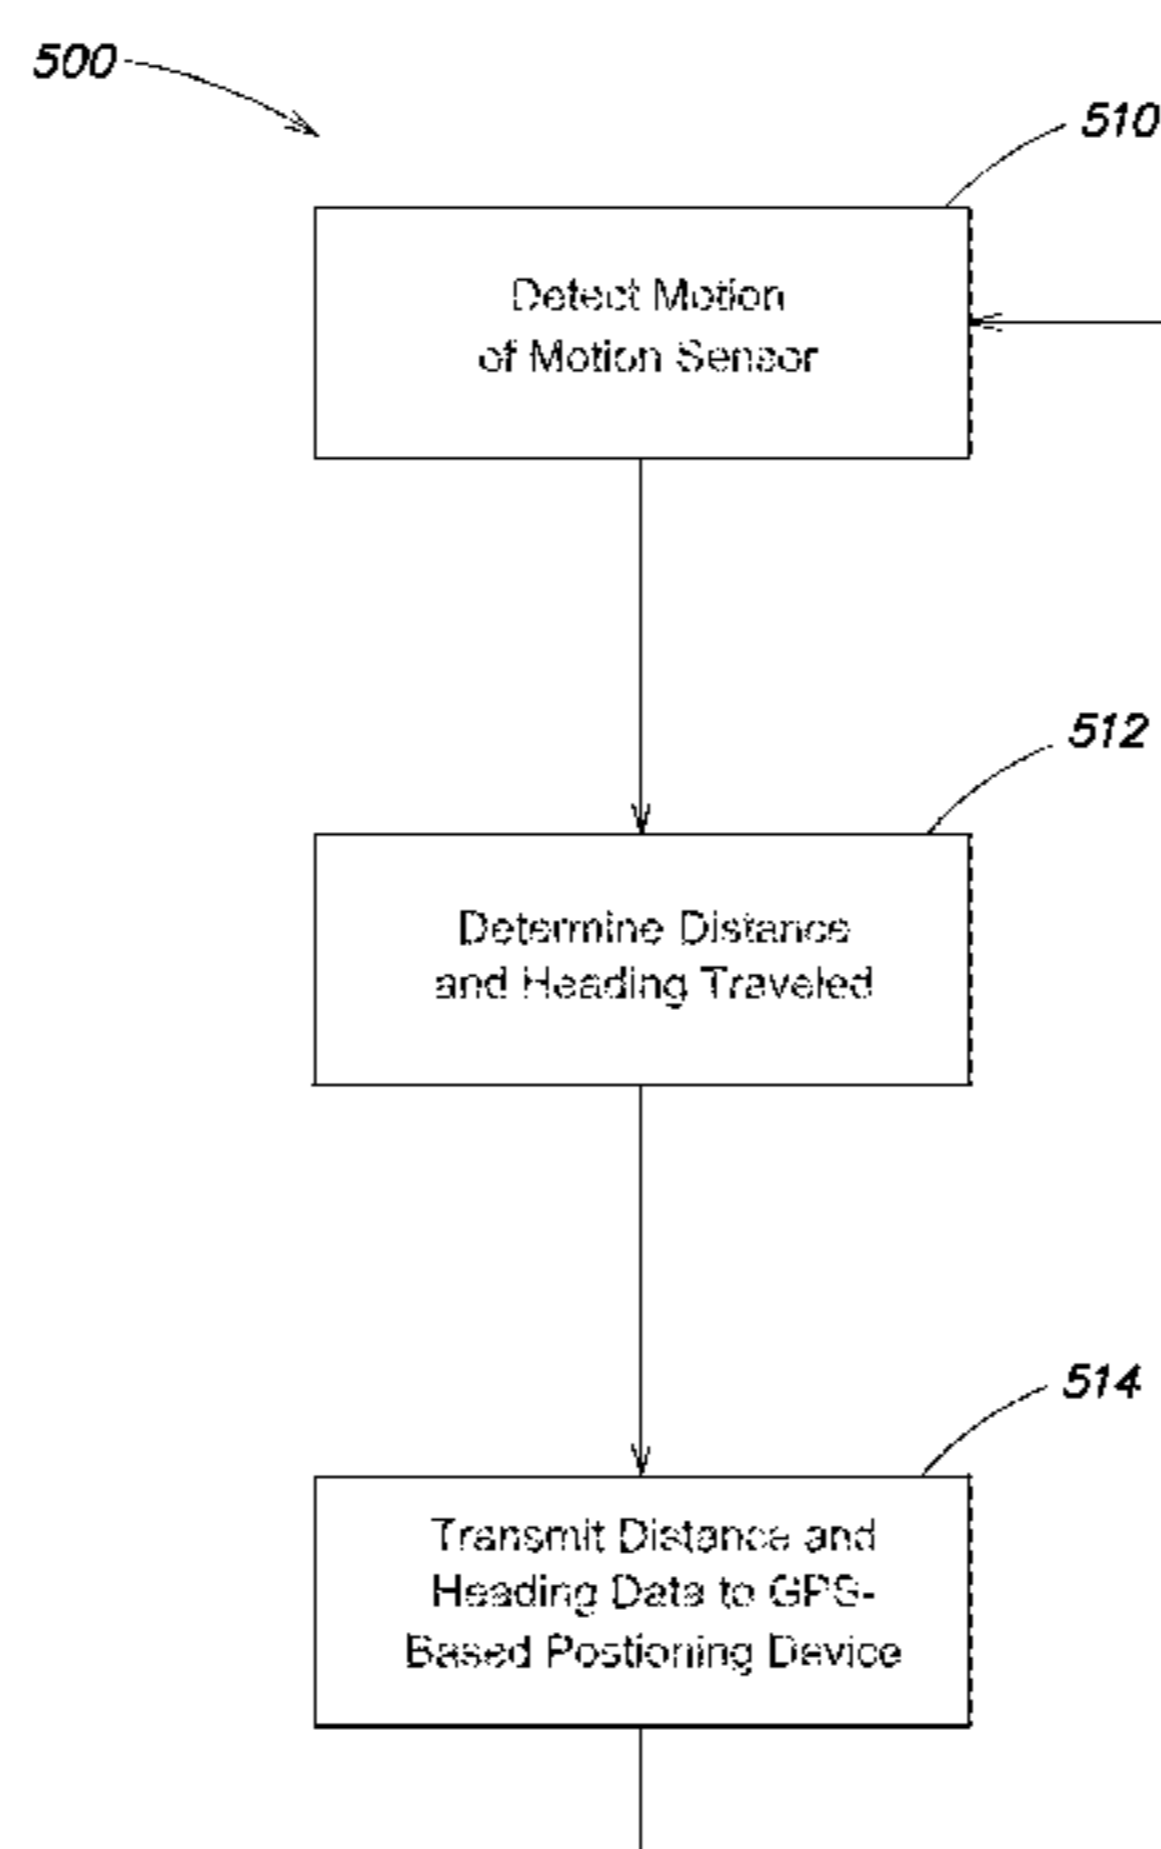 500
510
Detect Motion
of Motion Sensor
512
Determine Distance
and Heading Traveled
514
Transmit Distance and
Heading Data to GPS-
Based Postioning Device